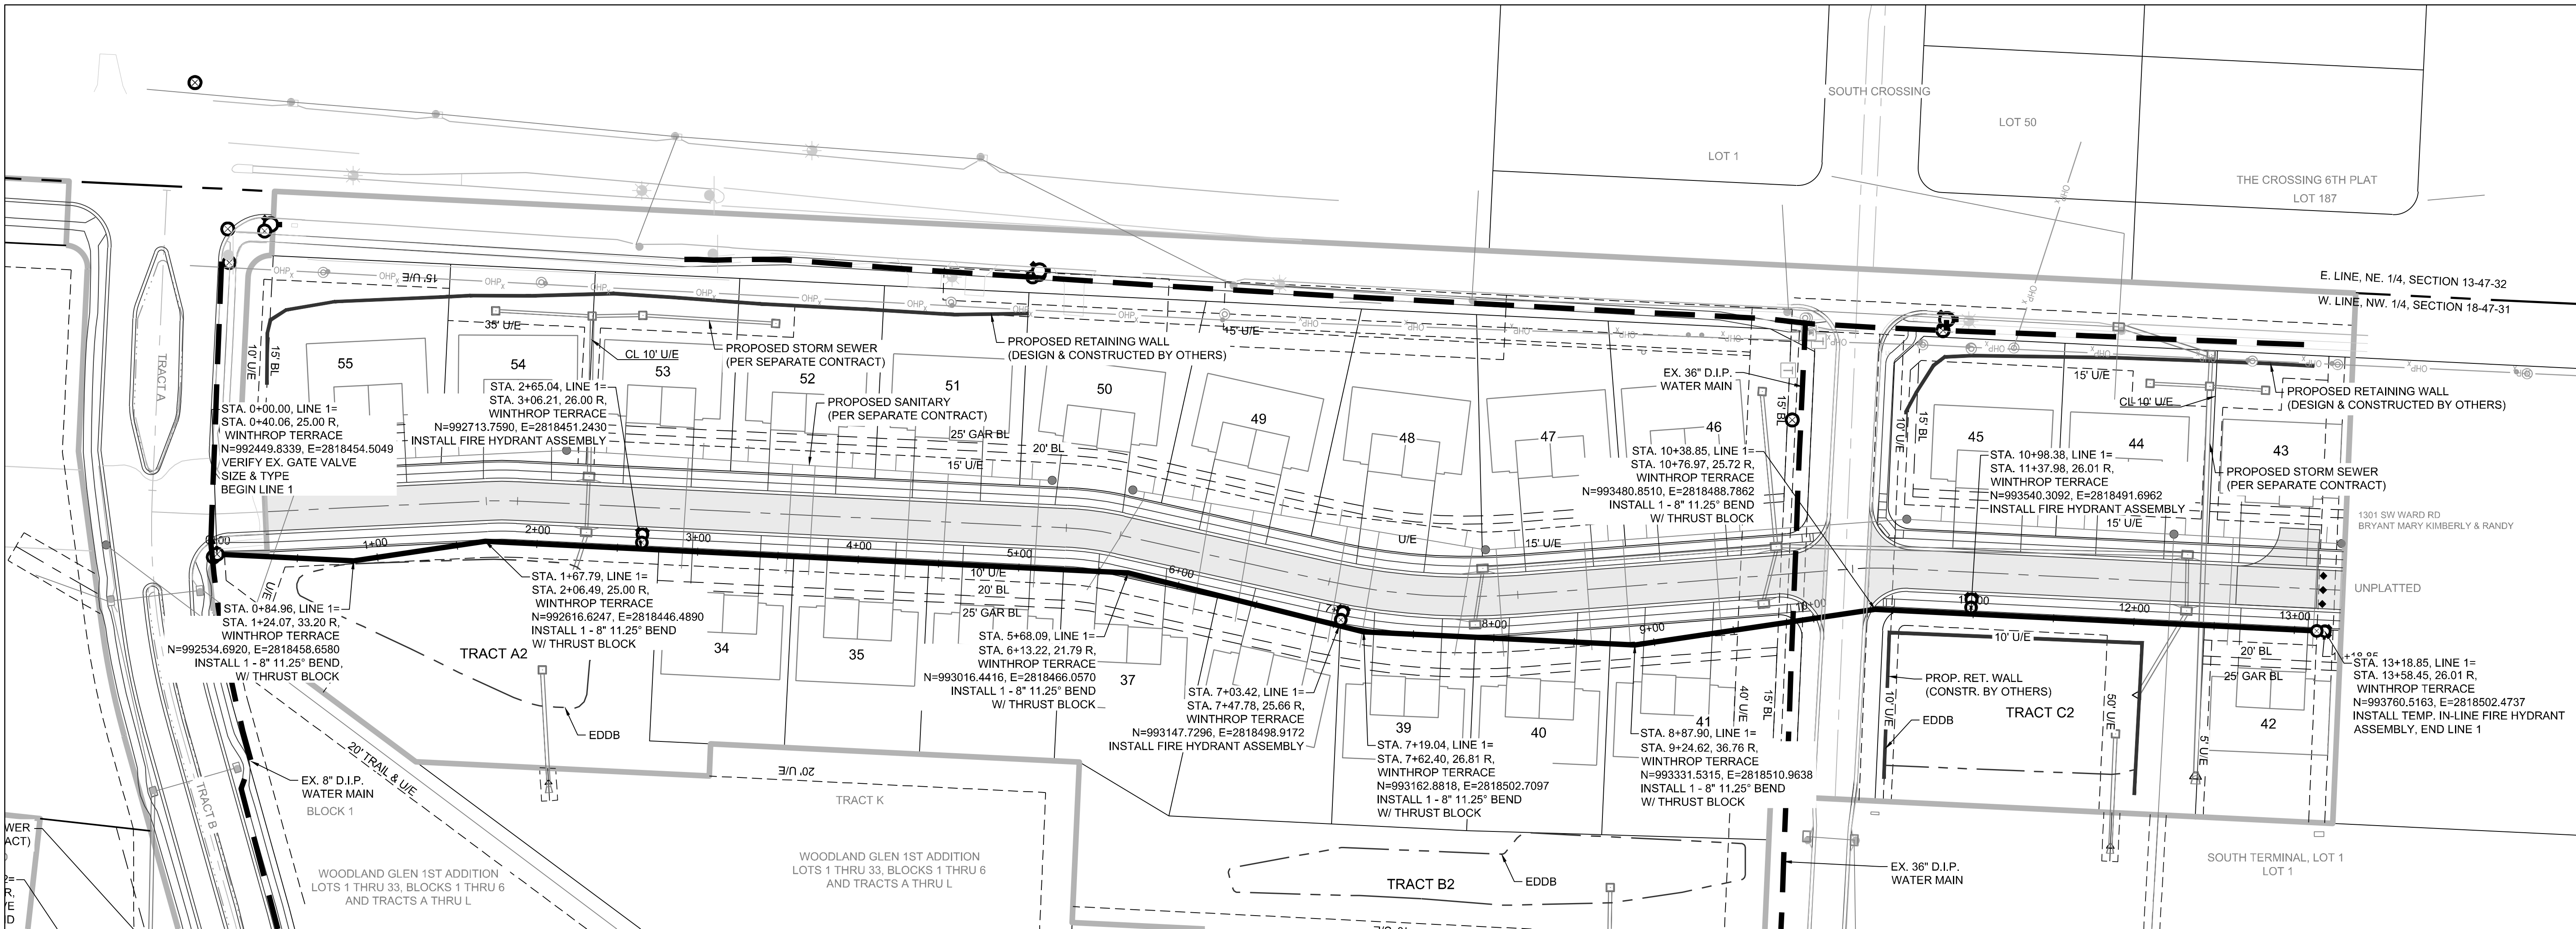 SOUTH CROSSING
LOT 50
LOT 1
THE CROSSING 6TH PLAT
LOT 187
E. LINE, NE. 1/4, SECTION 13-47-32
W. LINE, NW. 1/4, SECTION 18-47-31
OHP
15' U/E
35' U/E
CL 10' U/E
10' U/E
15' BL
TRACT A
PROPOSED STORM SEWER
(PER SEPARATE CONTRACT)
PROPOSED RETAINING WALL
(DESIGN & CONSTRUCTED BY OTHERS)
PROPOSED SANITARY
(PER SEPARATE CONTRACT)
EX. 36" D.I.P.
WATER MAIN
15' U/E
15' BL
15' U/E
CL 10' U/E
10' U/E
15' BL
PROPOSED RETAINING WALL
(DESIGN & CONSTRUCTED BY OTHERS)
PROPOSED STORM SEWER
(PER SEPARATE CONTRACT)
55
54
53
52
51
50
49
48
47
46
45
44
43
STA. 0+00.00, LINE 1=
STA. 0+40.06, 25.00 R,
WINTHROP TERRACE
N=992449.8339, E=2818454.5049
VERIFY EX. GATE VALVE
SIZE & TYPE
BEGIN LINE 1
STA. 2+65.04, LINE 1=
STA. 3+06.21, 26.00 R,
WINTHROP TERRACE
N=992713.7590, E=2818451.2430
INSTALL FIRE HYDRANT ASSEMBLY
25' GAR BL
20' BL
15' U/E
U/E
15' U/E
STA. 10+38.85, LINE 1=
STA. 10+76.97, 25.72 R,
WINTHROP TERRACE
N=993480.8510, E=2818488.7862
INSTALL 1 - 8" 11.25° BEND
W/ THRUST BLOCK
STA. 10+98.38, LINE 1=
STA. 11+37.98, 26.01 R,
WINTHROP TERRACE
N=993540.3092, E=2818491.6962
INSTALL FIRE HYDRANT ASSEMBLY
15' U/E
1301 SW WARD RD
BRYANT MARY KIMBERLY & RANDY
UNPLATTED
1+00
2+00
3+00
4+00
5+00
6+00
8+00
9+00
10+00
12+00
13+00
STA. 0+84.96, LINE 1=
STA. 1+24.07, 33.20 R,
WINTHROP TERRACE
N=992534.6920, E=2818458.6580
INSTALL 1 - 8" 11.25° BEND,
W/ THRUST BLOCK
U/E
STA. 1+67.79, LINE 1=
STA. 2+06.49, 25.00 R,
WINTHROP TERRACE
N=992616.6247, E=2818446.4890
INSTALL 1 - 8" 11.25° BEND
W/ THRUST BLOCK
TRACT A2
EDDB
34
35
37
39
40
41
42
10' U/E
20' BL
25' GAR BL
STA. 5+68.09, LINE 1=
STA. 6+13.22, 21.79 R,
WINTHROP TERRACE
N=993016.4416, E=2818466.0570
INSTALL 1 - 8" 11.25° BEND
W/ THRUST BLOCK
STA. 7+03.42, LINE 1=
STA. 7+47.78, 25.66 R,
WINTHROP TERRACE
N=993147.7296, E=2818498.9172
INSTALL FIRE HYDRANT ASSEMBLY
STA. 7+19.04, LINE 1=
STA. 7+62.40, 26.81 R,
WINTHROP TERRACE
N=993162.8818, E=2818502.7097
INSTALL 1 - 8" 11.25° BEND
W/ THRUST BLOCK
STA. 8+87.90, LINE 1=
STA. 9+24.62, 36.76 R,
WINTHROP TERRACE
N=993331.5315, E=2818510.9638
INSTALL 1 - 8" 11.25° BEND
W/ THRUST BLOCK
40' U/E
15' BL
10' U/E
10' U/E
PROP. RET. WALL
(CONSTR. BY OTHERS)
TRACT C2
EDDB
50' U/E
5' U/E
20' BL
25' GAR BL
STA. 13+18.85, LINE 1=
STA. 13+58.45, 26.01 R,
WINTHROP TERRACE
N=993760.5163, E=2818502.4737
INSTALL TEMP. IN-LINE FIRE HYDRANT
ASSEMBLY, END LINE 1
EX. 8" D.I.P.
WATER MAIN
BLOCK 1
TRACT B
20' TRAIL & U/E
20' U/E
TRACT K
WOODLAND GLEN 1ST ADDITION
LOTS 1 THRU 33, BLOCKS 1 THRU 6
AND TRACTS A THRU L
WOODLAND GLEN 1ST ADDITION
LOTS 1 THRU 33, BLOCKS 1 THRU 6
AND TRACTS A THRU L
TRACT B2
EDDB
EX. 36" D.I.P.
WATER MAIN
SOUTH TERMINAL, LOT 1
LOT 1